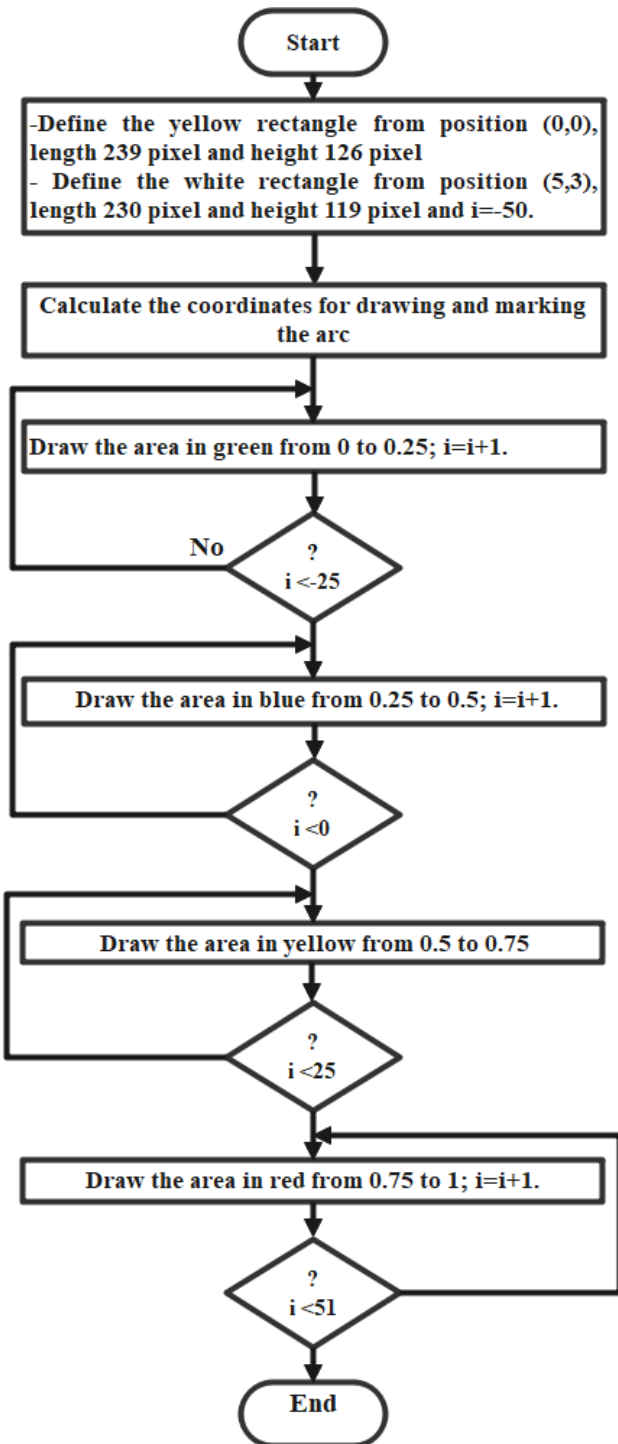 Start
-Define the yellow rectangle from position (0,0),
length 239 pixel and height 126 pixel
- Define the white rectangle from position (5,3),
length 230 pixel and height 119 pixel and i=-50.
Calculate the coordinates for drawing and marking
the arc
Draw the area in green from 0 to 0.25; i=i+1.
No
?
i <-25
Draw the area in blue from 0.25 to 0.5; i=i+1.
?
i <0
Draw the area in yellow from 0.5 to 0.75
?
i <25
Draw the area in red from 0.75 to 1; i=i+1.
?
i <51
End